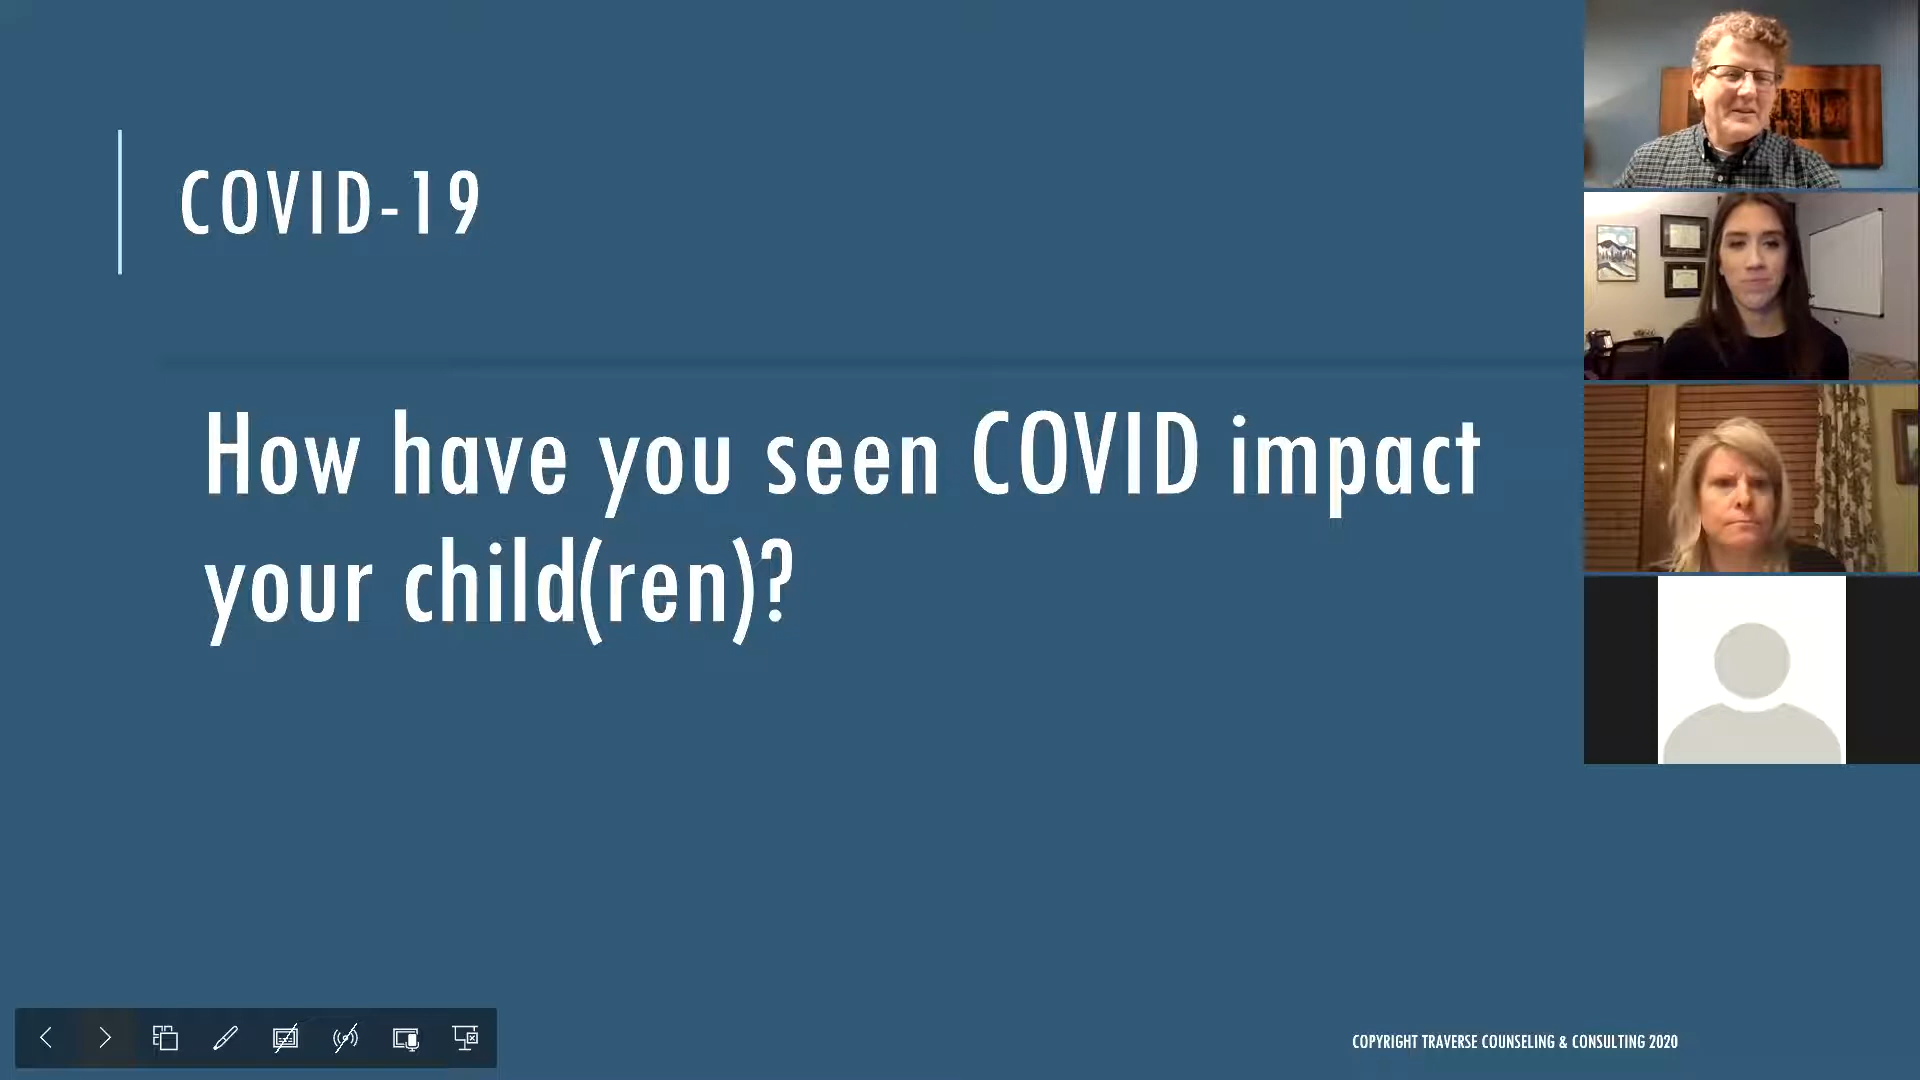 COVID-19
How have you seen COVID impact
your child(ren)?
COPYRIGHT TRAVERSE COUNSELING & CONSULTING 2020